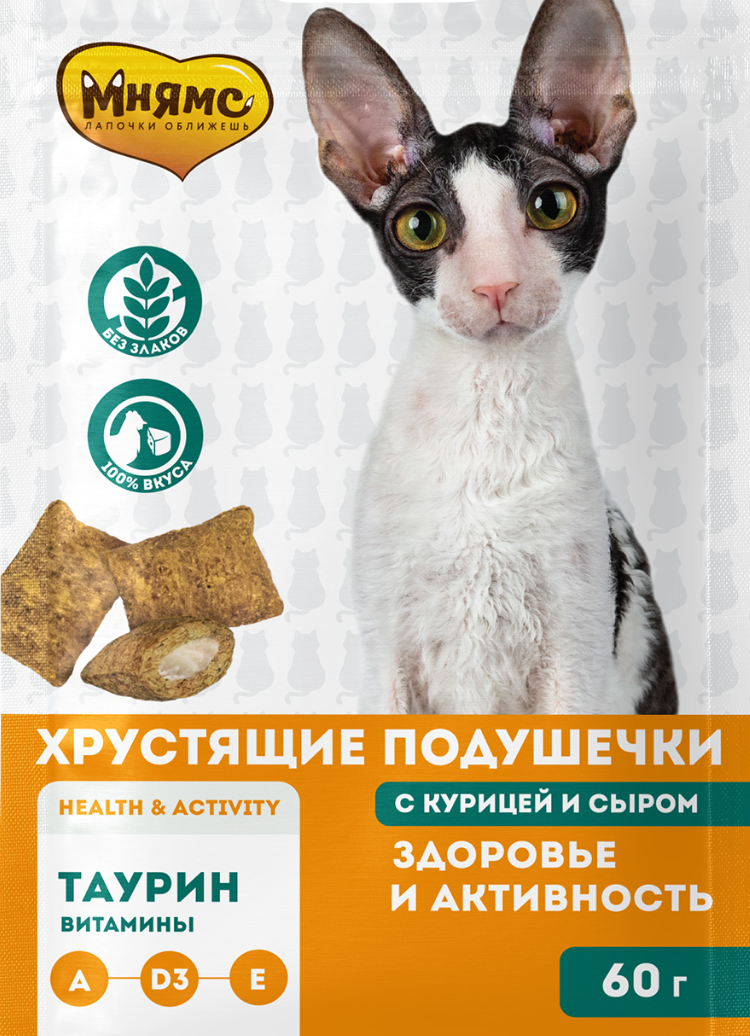 МНЯМС
ЛАПОЧКИ ОБЛИЖЕШЬ
БЕЗ ЗЛАКОВ
100% ВКУСА
ХРУСТЯЩИЕ ПОДУШЕЧКИ
HEALTH & ACTIVITY
С КУРИЦЕЙ И СЫРОМ
ТАУРИН
ВИТАМИНЫ
ЗДОРОВЬЕ
И АКТИВНОСТЬ
A D3 E
60 г